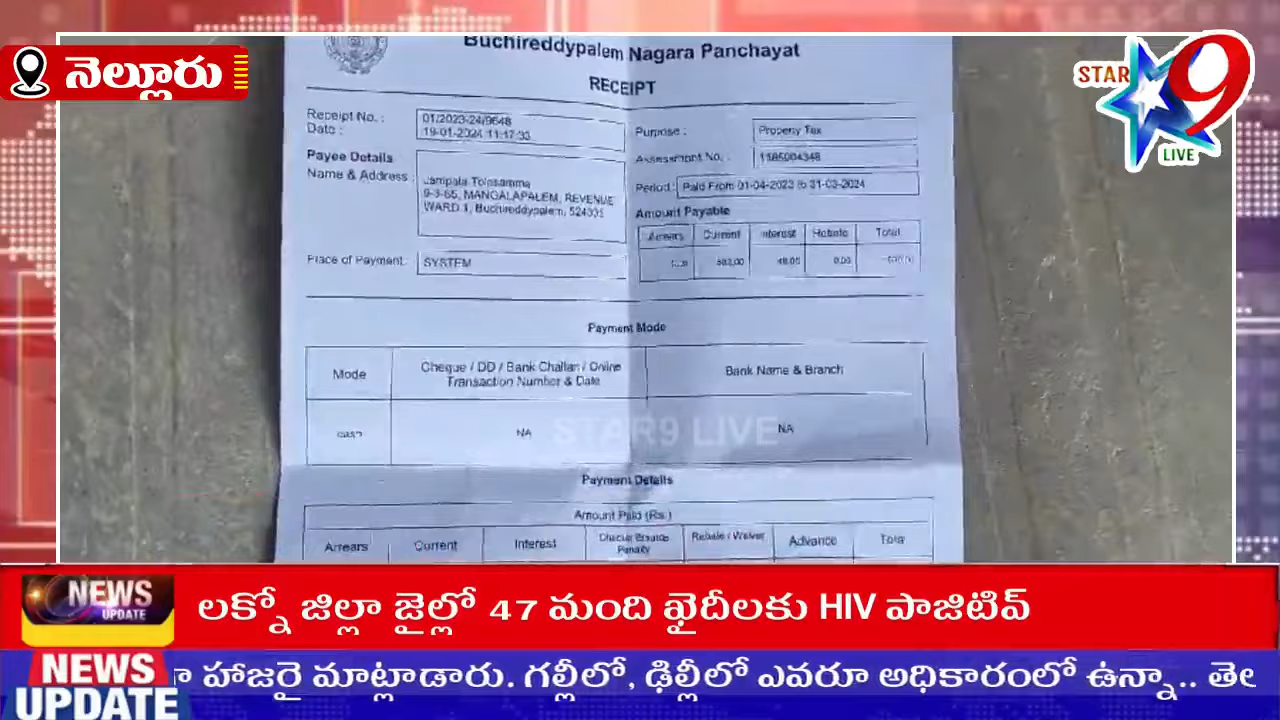 Buchireddypalem Nagara Panchayat
నెల్లూరు
STAR 9
LIVE
RECEIPT
Receipt No. : 01/2023-24/9648
Date : 19-01-2024 11:17:33
Purpose : Property Tax
Assessment No. : 1185004348
Payee Details
Name & Address :
9-3-65, MANGALAPALEM, REVENUE
WARD 1, Buchireddypalem, 524305
Period : Paid From 01-04-2023 to 31-03-2024
Amount Payable
Arrears Current Interest Rebate Total
0.00
Place of Payment: SYSTEM
Payment Mode
Mode
Cheque / DD / Bank Challan / Online
Transaction Number & Date
Bank Name & Branch
NA
NA
STAR9 LIVE
Payment Details
Amount Paid (Rs.)
Arrears Current Interest Penalty Rebate / Waiver Advance Total
NEWS
UPDATE
లక్నో జిల్లా జైల్లో 47 మంది ఖైదీలకు HIV పాజిటివ్
NEWS
UPDATE
హాజరై మాట్లాడారు. గల్లీలో, ఢిల్లీలో ఎవరూ అధికారంలో ఉన్నా..